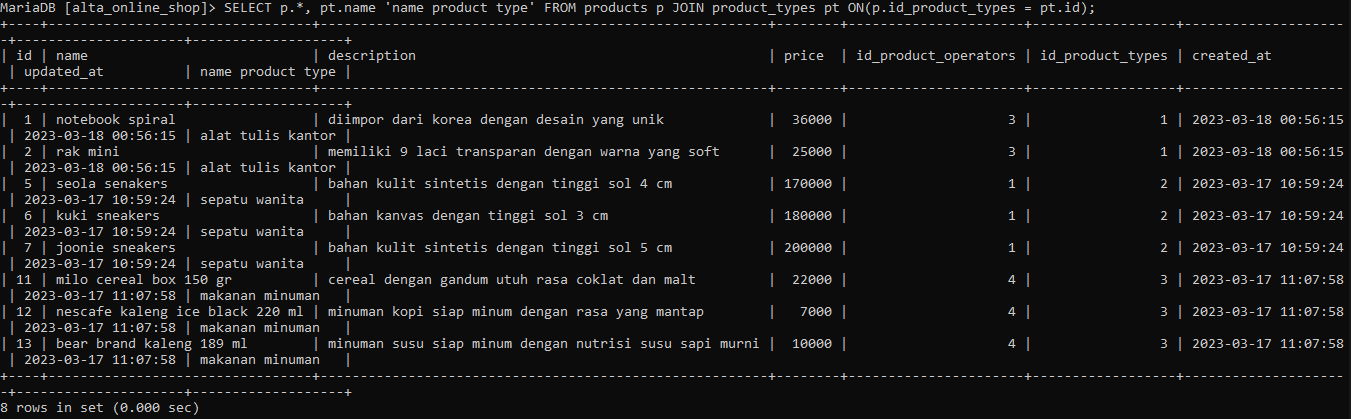 MariaDB [alta_online_shop]> SELECT p.*, pt.name 'name product type' FROM products p JOIN product_types pt ON(p.id_product_types = pt.id);
+----+---------------------------------+-------------------------------------------------------+--------+----------------------+------------------+--------------------
-+---------------------+-------------------+
| id | name                            | description                                           | price  | id_product_operators | id_product_types | created_at
 | updated_at          | name product type |
+----+---------------------------------+-------------------------------------------------------+--------+----------------------+------------------+--------------------
-+---------------------+-------------------+
|  1 | notebook spiral                 | diimpor dari korea dengan desain yang unik            |  36000 |                    3 |                1 | 2023-03-18 00:56:15
 | 2023-03-18 00:56:15 | alat tulis kantor |
|  2 | rak mini                        | memiliki 9 laci transparan dengan warna yang soft     |  25000 |                    3 |                1 | 2023-03-18 00:56:15
 | 2023-03-18 00:56:15 | alat tulis kantor |
|  5 | seola senakers                  | bahan kulit sintetis dengan tinggi sol 4 cm           | 170000 |                    1 |                2 | 2023-03-17 10:59:24
 | 2023-03-17 10:59:24 | sepatu wanita     |
|  6 | kuki sneakers                   | bahan kanvas dengan tinggi sol 3 cm                   | 180000 |                    1 |                2 | 2023-03-17 10:59:24
 | 2023-03-17 10:59:24 | sepatu wanita     |
|  7 | joonie sneakers                 | bahan kulit sintetis dengan tinggi sol 5 cm           | 200000 |                    1 |                2 | 2023-03-17 10:59:24
 | 2023-03-17 10:59:24 | sepatu wanita     |
| 11 | milo cereal box 150 gr          | cereal dengan gandum utuh rasa coklat dan malt        |  22000 |                    4 |                3 | 2023-03-17 11:07:58
 | 2023-03-17 11:07:58 | makanan minuman   |
| 12 | nescafe kaleng ice black 220 ml | minuman kopi siap minum dengan rasa yang mantap       |   7000 |                    4 |                3 | 2023-03-17 11:07:58
 | 2023-03-17 11:07:58 | makanan minuman   |
| 13 | bear brand kaleng 189 ml        | minuman susu siap minum dengan nutrisi susu sapi murni |  10000 |                    4 |                3 | 2023-03-17 11:07:58
 | 2023-03-17 11:07:58 | makanan minuman   |
+----+---------------------------------+-------------------------------------------------------+--------+----------------------+------------------+--------------------
-+---------------------+-------------------+
8 rows in set (0.000 sec)